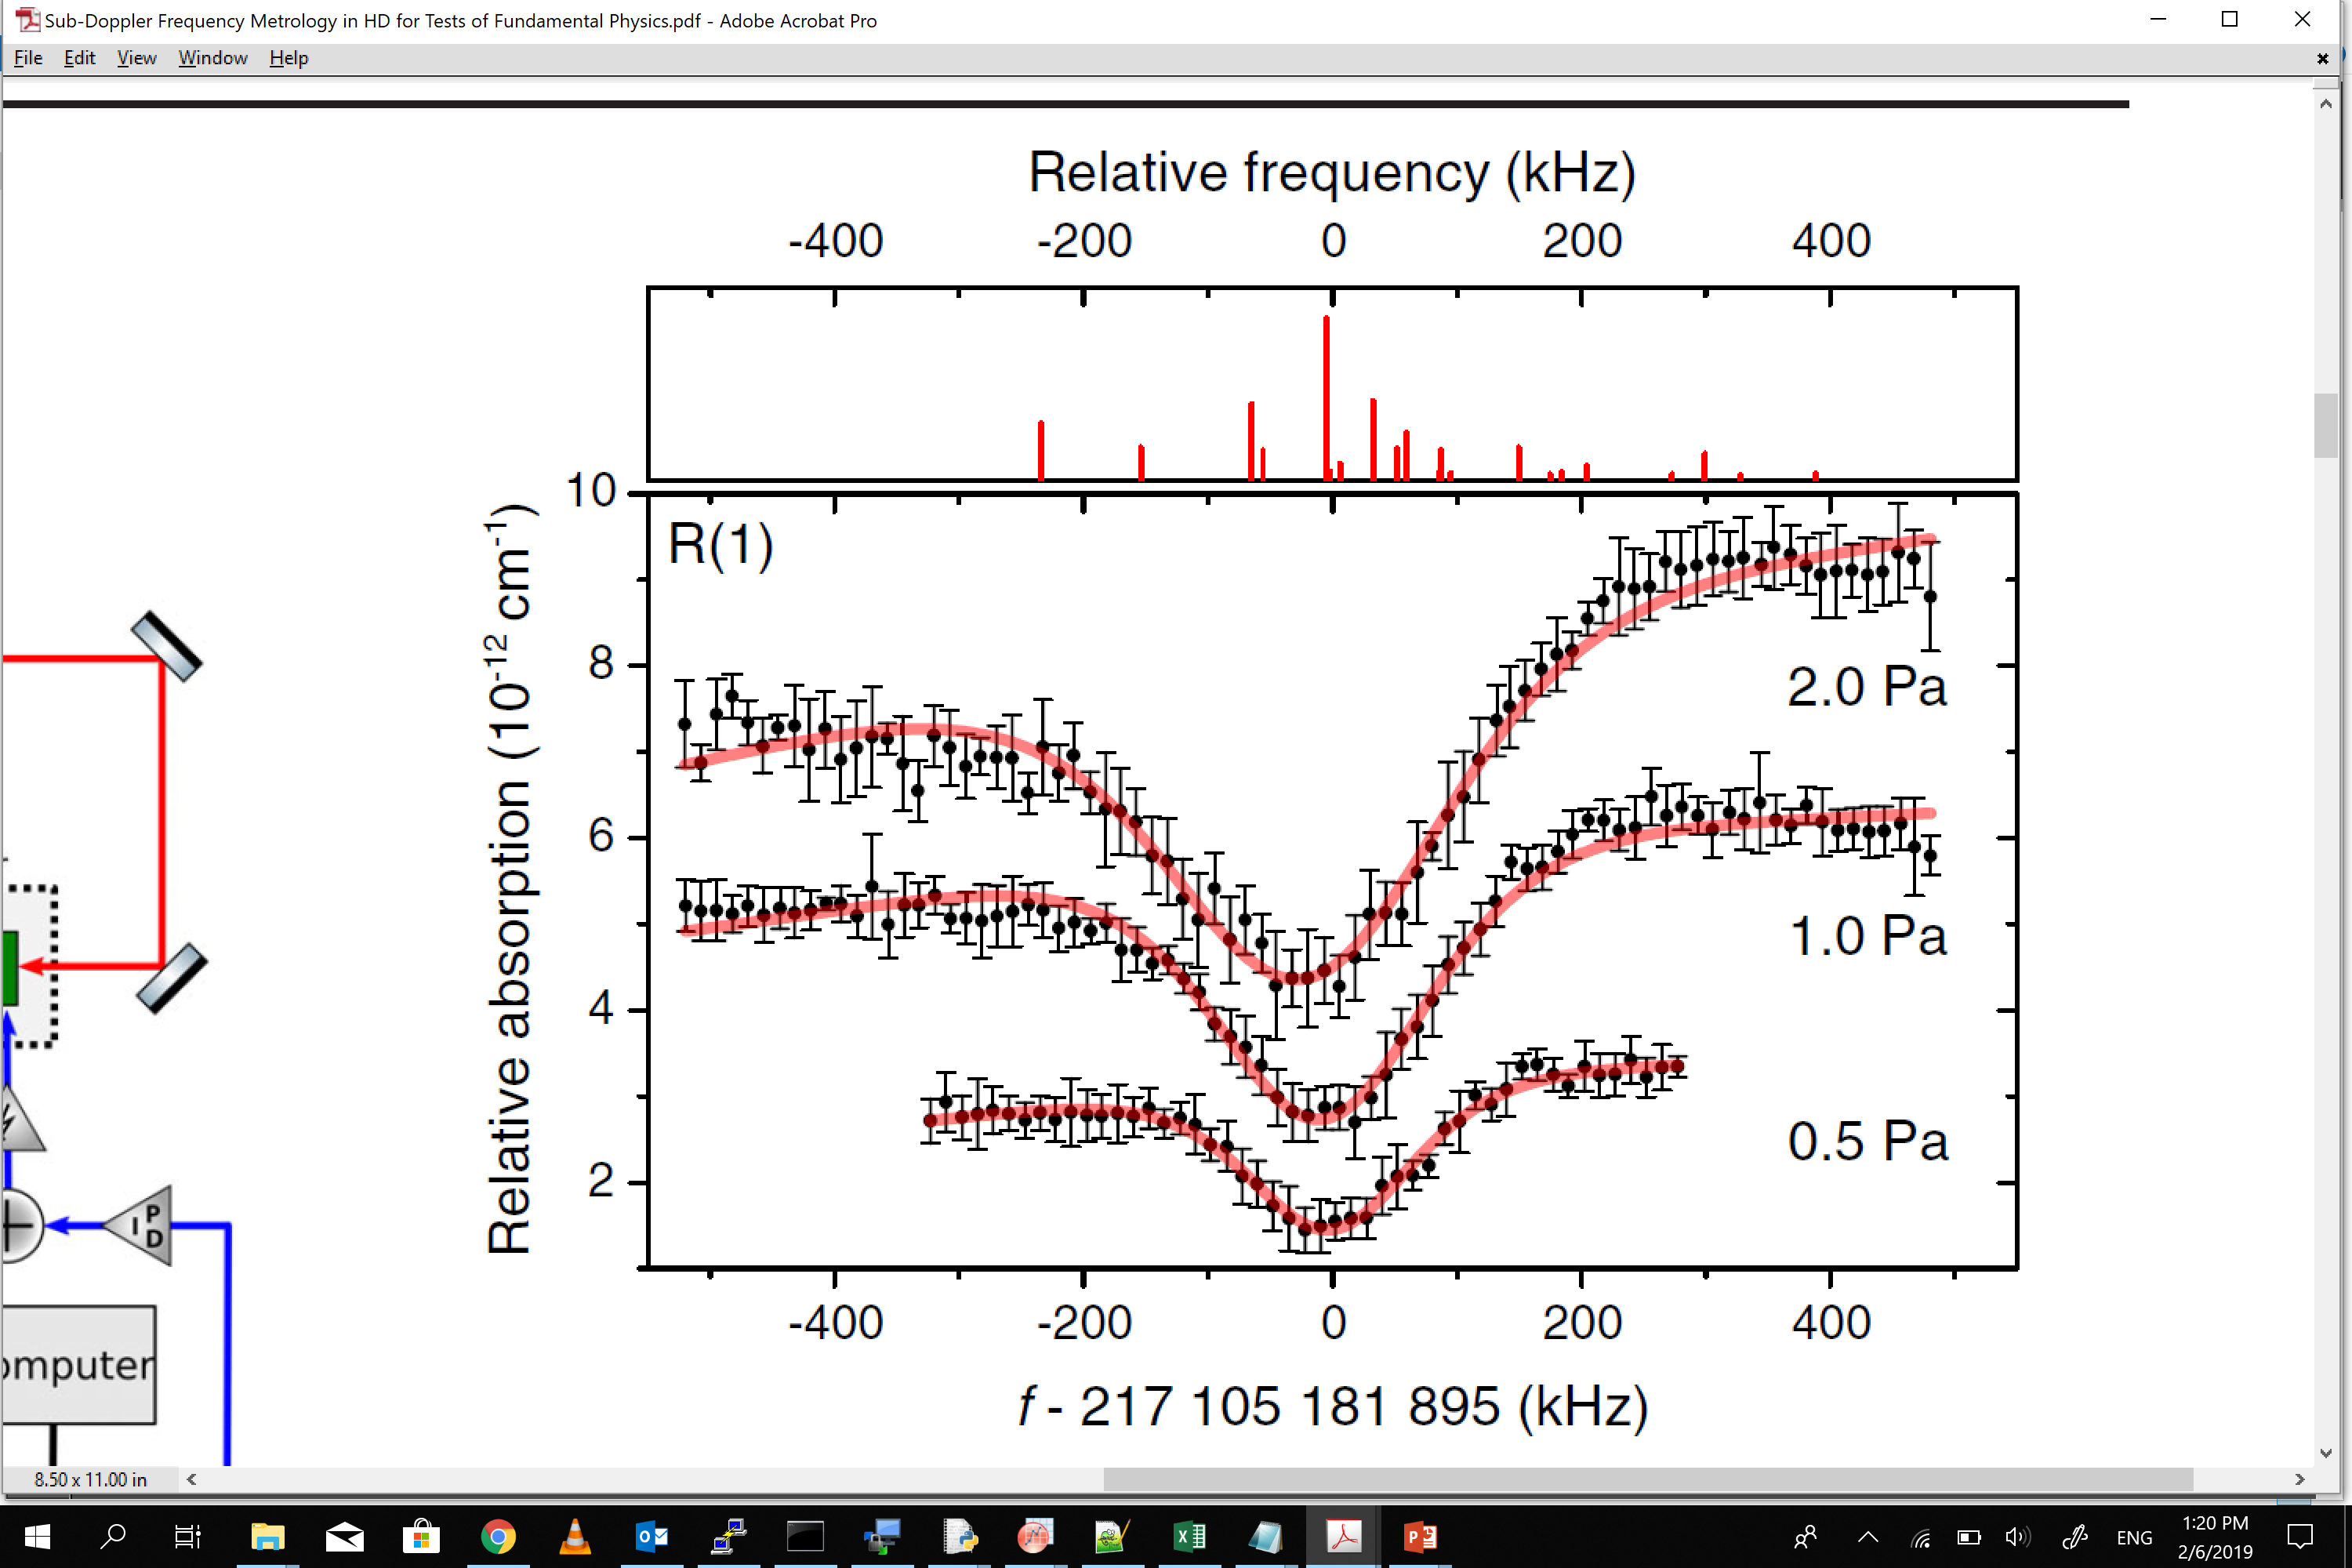 Sub-Doppler Frequency Metrology in HD for Tests of Fundamental Physics.pdf - Adobe Acrobat Pro
File Edit View Window Help
Relative frequency (kHz)
-400 -200 0 200 400
R(1)
Relative absorption (10⁻¹² cm⁻¹)
10
8
6
4
2
2.0 Pa
1.0 Pa
0.5 Pa
-400 -200 0 200 400
f - 217 105 181 895 (kHz)
P
I
D
omputer
8.50 x 11.00 in
ENG
1:20 PM
2/6/2019